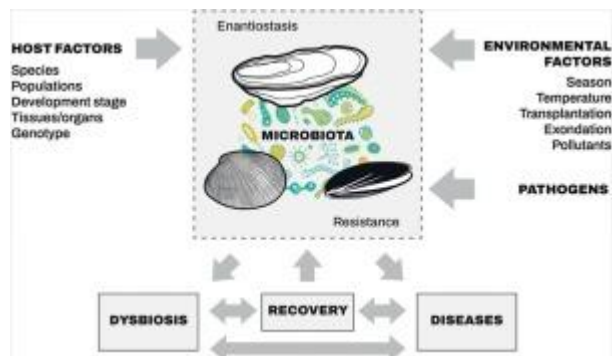 Enantiostasis
HOST FACTORS
Species
Populations
Development stage
Tissues/organs
Genotype
ENVIRONMENTAL
FACTORS
Season
Temperature
Transplantation
Exondation
Pollutants
MICROBIOTA
PATHOGENS
Resistance
DYSBIOSIS
RECOVERY
DISEASES